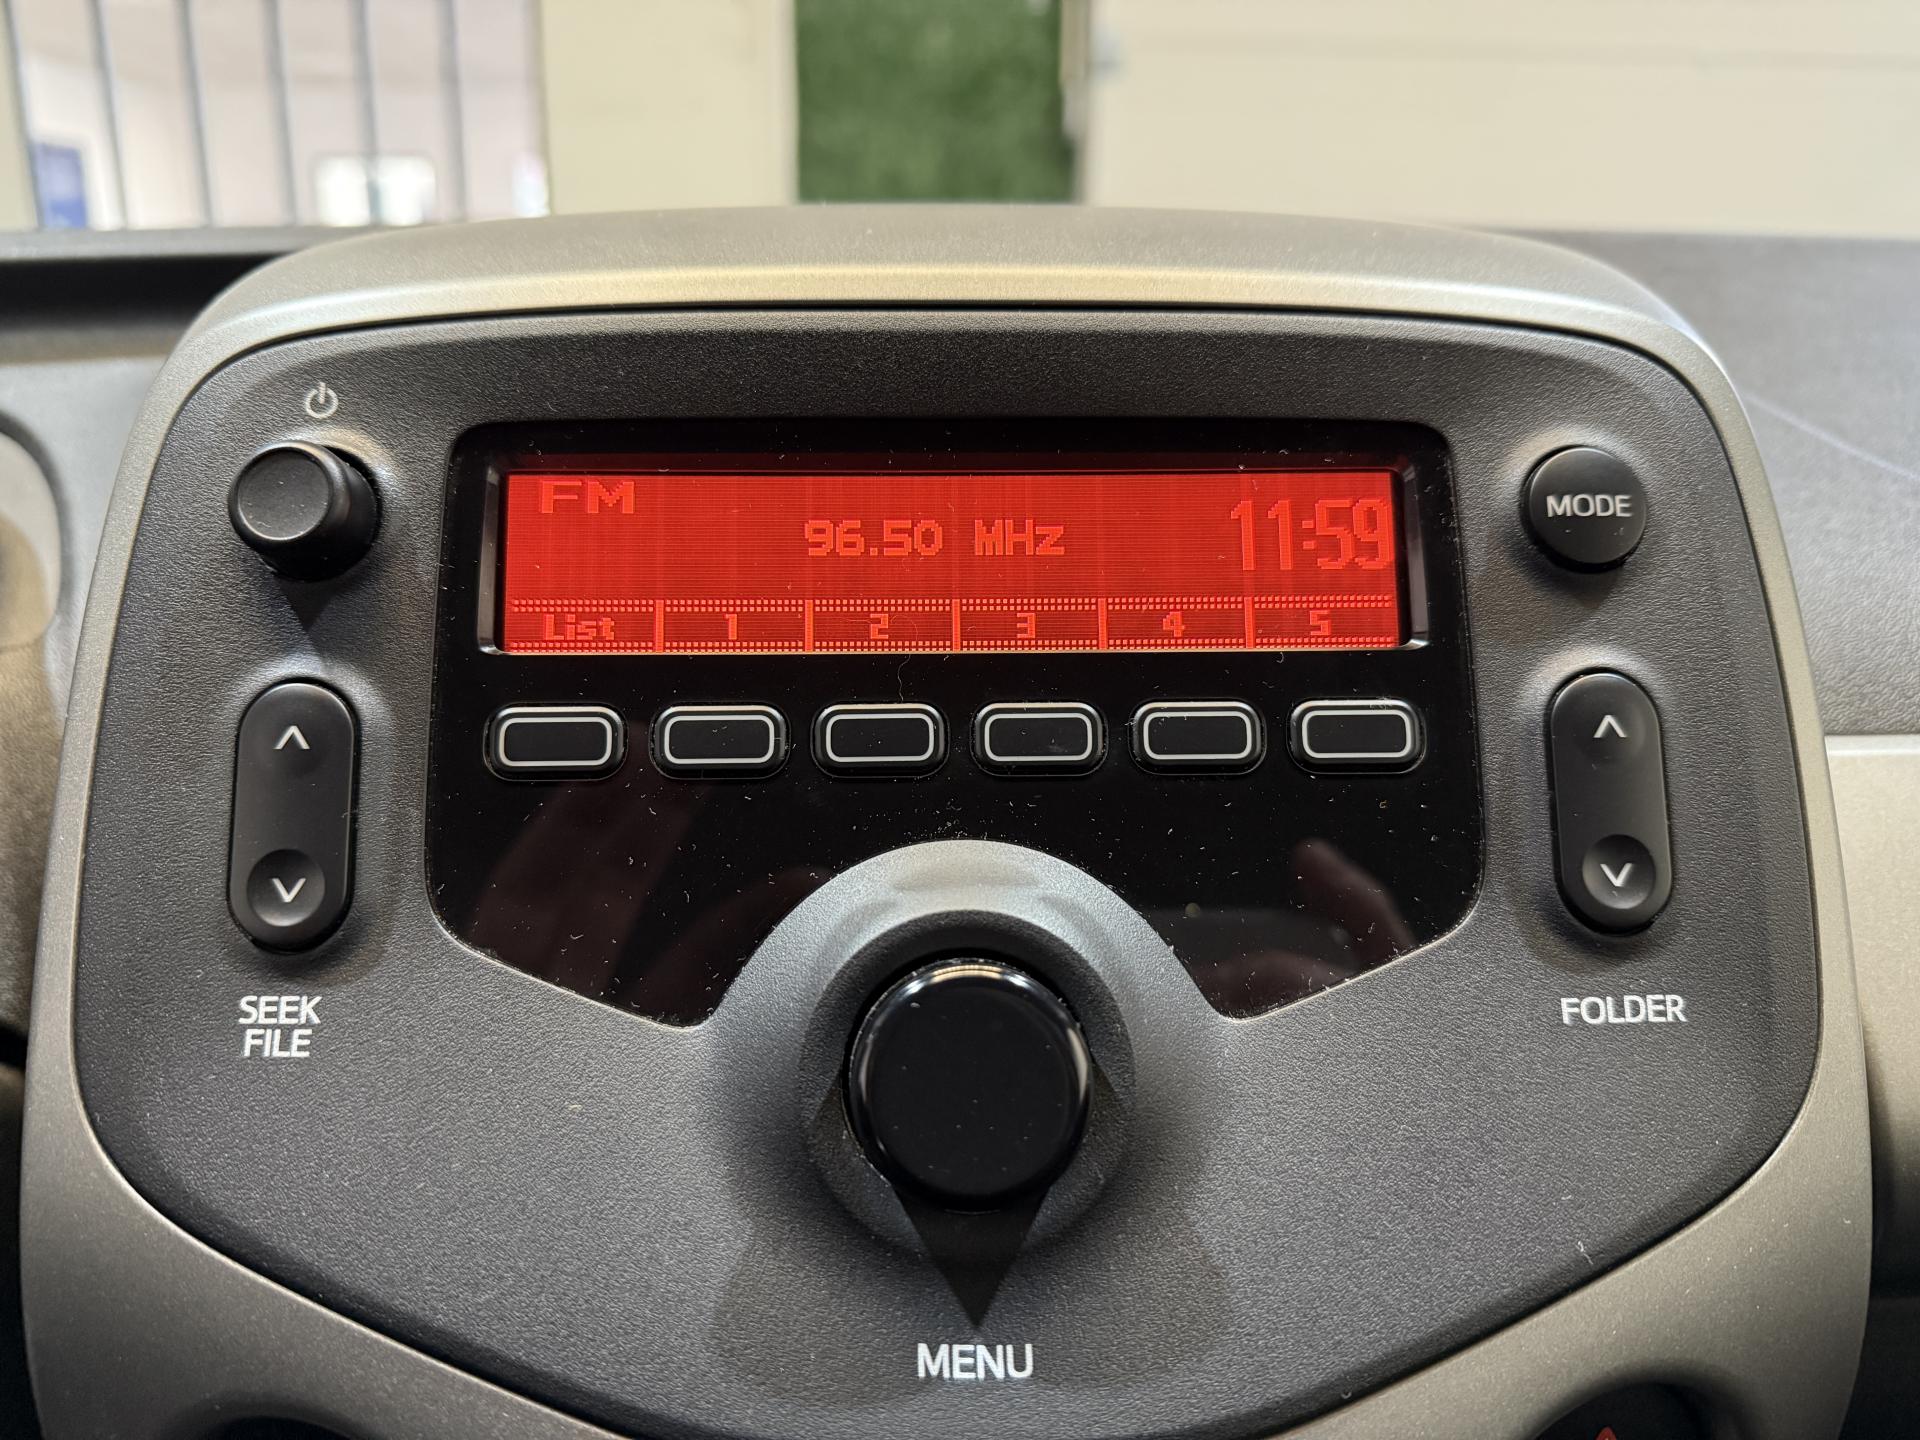 FM
96.50 MHz
11:59
List 1 2 3 4 5
MODE
SEEK
FILE
FOLDER
MENU